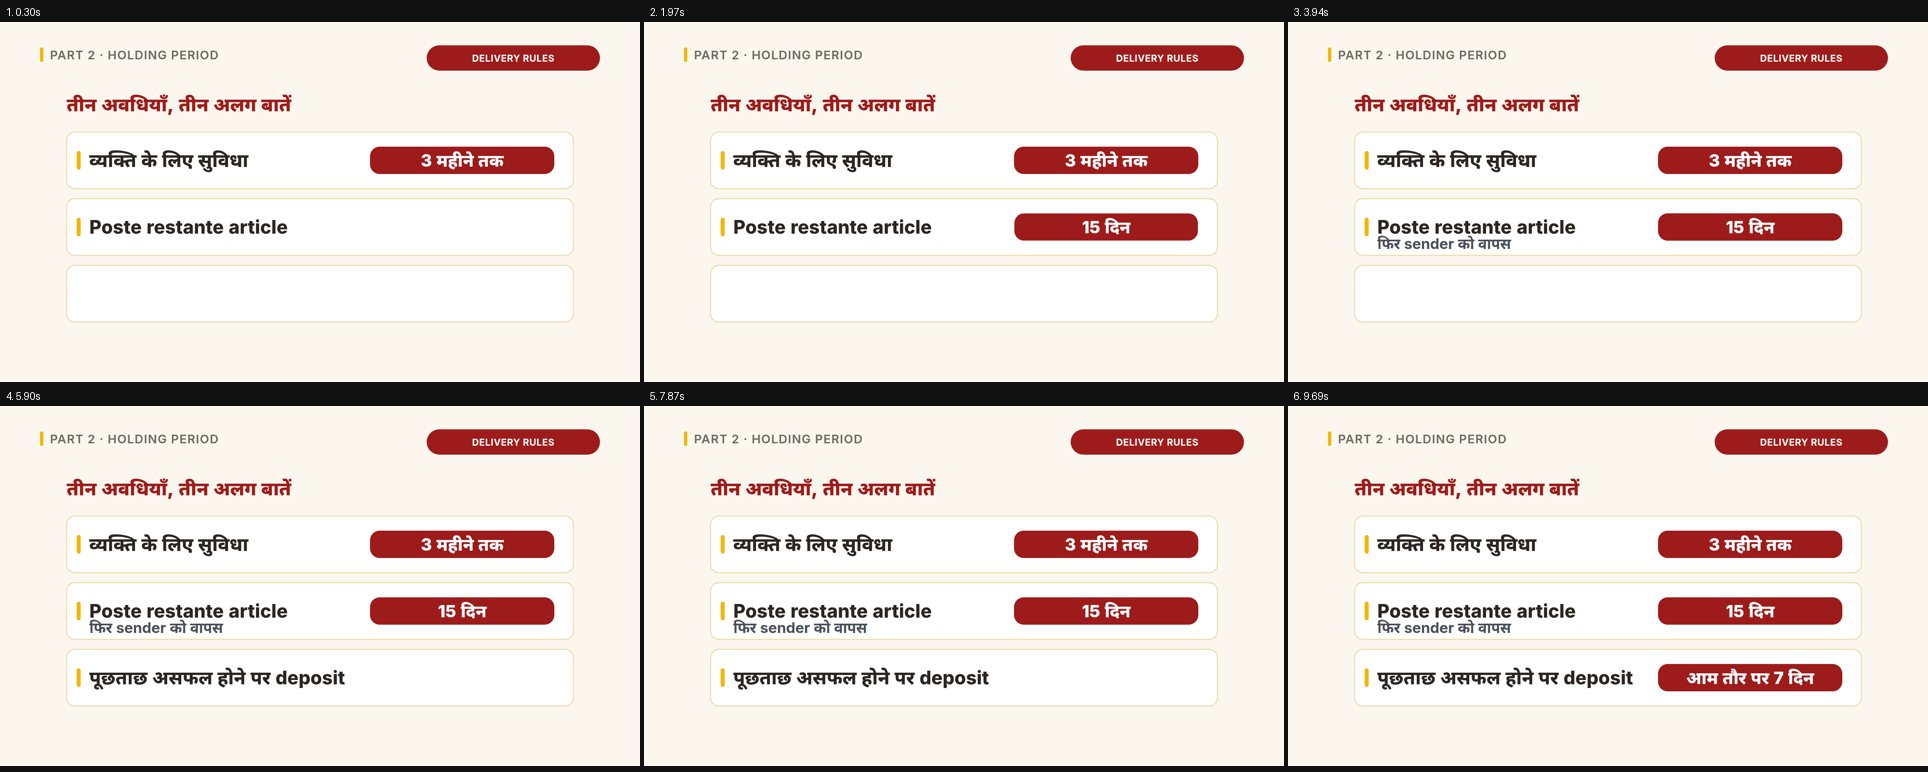 1. 0.30s
PART 2 · HOLDING PERIOD
DELIVERY RULES
तीन अवधियाँ, तीन अलग बातें
व्यक्ति के लिए सुविधा
3 महीने तक
Poste restante article
2. 1.97s
PART 2 · HOLDING PERIOD
DELIVERY RULES
तीन अवधियाँ, तीन अलग बातें
व्यक्ति के लिए सुविधा
3 महीने तक
Poste restante article
15 दिन
3. 3.94s
PART 2 · HOLDING PERIOD
DELIVERY RULES
तीन अवधियाँ, तीन अलग बातें
व्यक्ति के लिए सुविधा
3 महीने तक
Poste restante article
15 दिन
फिर sender को वापस
4. 5.90s
PART 2 · HOLDING PERIOD
DELIVERY RULES
तीन अवधियाँ, तीन अलग बातें
व्यक्ति के लिए सुविधा
3 महीने तक
Poste restante article
15 दिन
फिर sender को वापस
पूछताछ असफल होने पर deposit
5. 7.87s
PART 2 · HOLDING PERIOD
DELIVERY RULES
तीन अवधियाँ, तीन अलग बातें
व्यक्ति के लिए सुविधा
3 महीने तक
Poste restante article
15 दिन
फिर sender को वापस
पूछताछ असफल होने पर deposit
6. 9.69s
PART 2 · HOLDING PERIOD
DELIVERY RULES
तीन अवधियाँ, तीन अलग बातें
व्यक्ति के लिए सुविधा
3 महीने तक
Poste restante article
15 दिन
फिर sender को वापस
पूछताछ असफल होने पर deposit
आम तौर पर 7 दिन